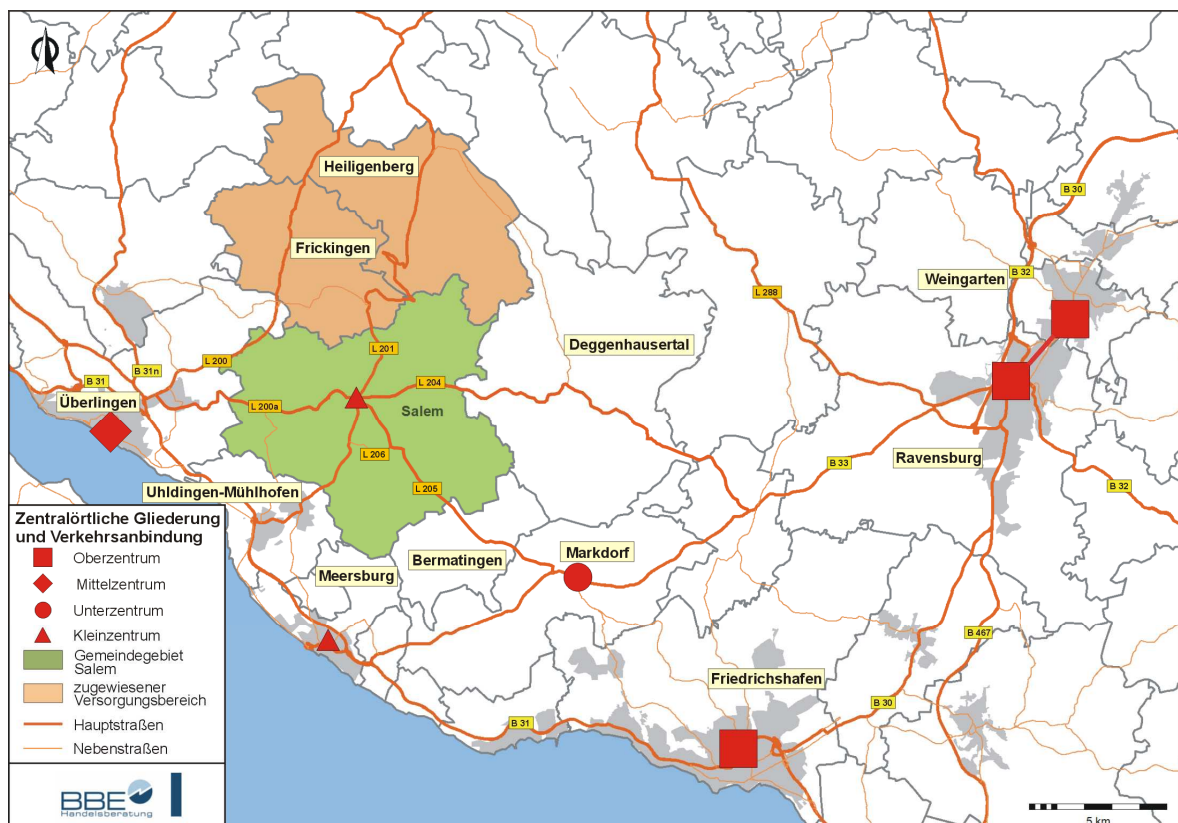 Heiligenberg
B 30
Frickingen
Weingarten
B 32
L 288
L 201
Deggenhausertal
L 200
B 31n
B 31
L 204
Überlingen
L 200a
Salem
L 206
Ravensburg
B 33
B 32
L 205
Uhldingen-Mühlhofen
Markdorf
Bermatingen
Meersburg
B 467
Friedrichshafen
B 30
B 31
Zentralörtliche Gliederung
und Verkehrsanbindung
Oberzentrum
Mittelzentrum
Unterzentrum
Kleinzentrum
Gemeindegebiet
Salem
zugewiesener
Versorgungsbereich
Hauptstraßen
Nebenstraßen
BBE
Handelsberatung
5 km